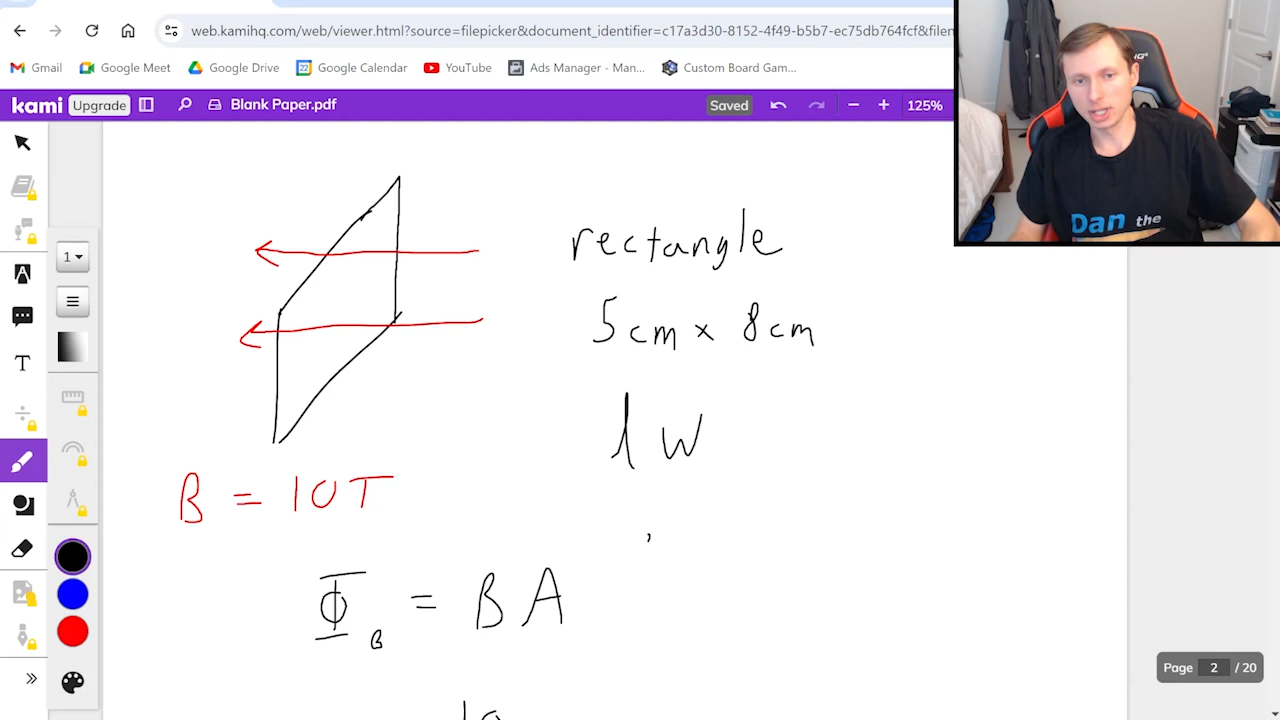 web.kamihq.com/web/viewer.html?source=filepicker&document_identifier=c17a3d30-8152-4f49-b5b7-ec75db764fcf&filen
Gmail Google Meet Google Drive Google Calendar YouTube Ads Manager - Man... Custom Board Gam...
kami Upgrade Blank Paper.pdf Saved 125%
Dan the
rectangle
1
5cm x 8cm
T
l w
B = 10T
Φ_B = BA
10
Page 2 / 20